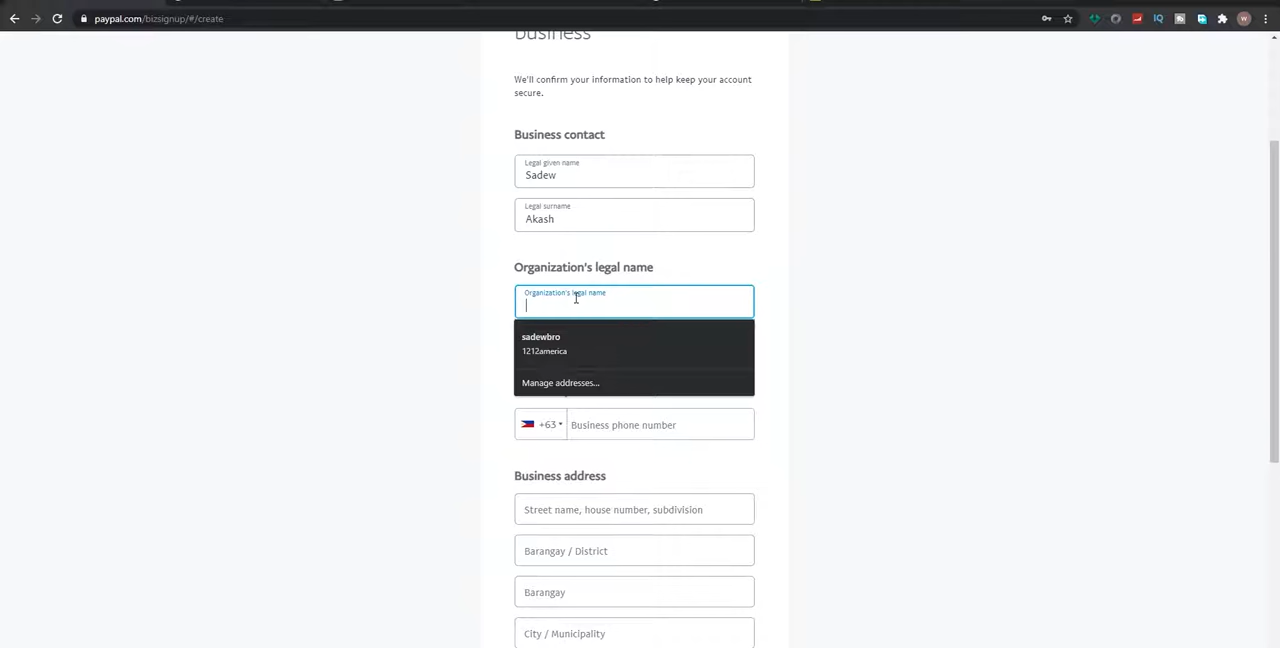 paypal.com/bizsignup/#/create
IQ
W
Business
We'll confirm your information to help keep your account
secure.
Business contact
Legal given name
Sadew
Legal surname
Akash
Organization's legal name
Organization's legal name
sadewbro
1212america
Manage addresses...
+63
Business phone number
Business address
Street name, house number, subdivision
Barangay / District
Barangay
City / Municipality